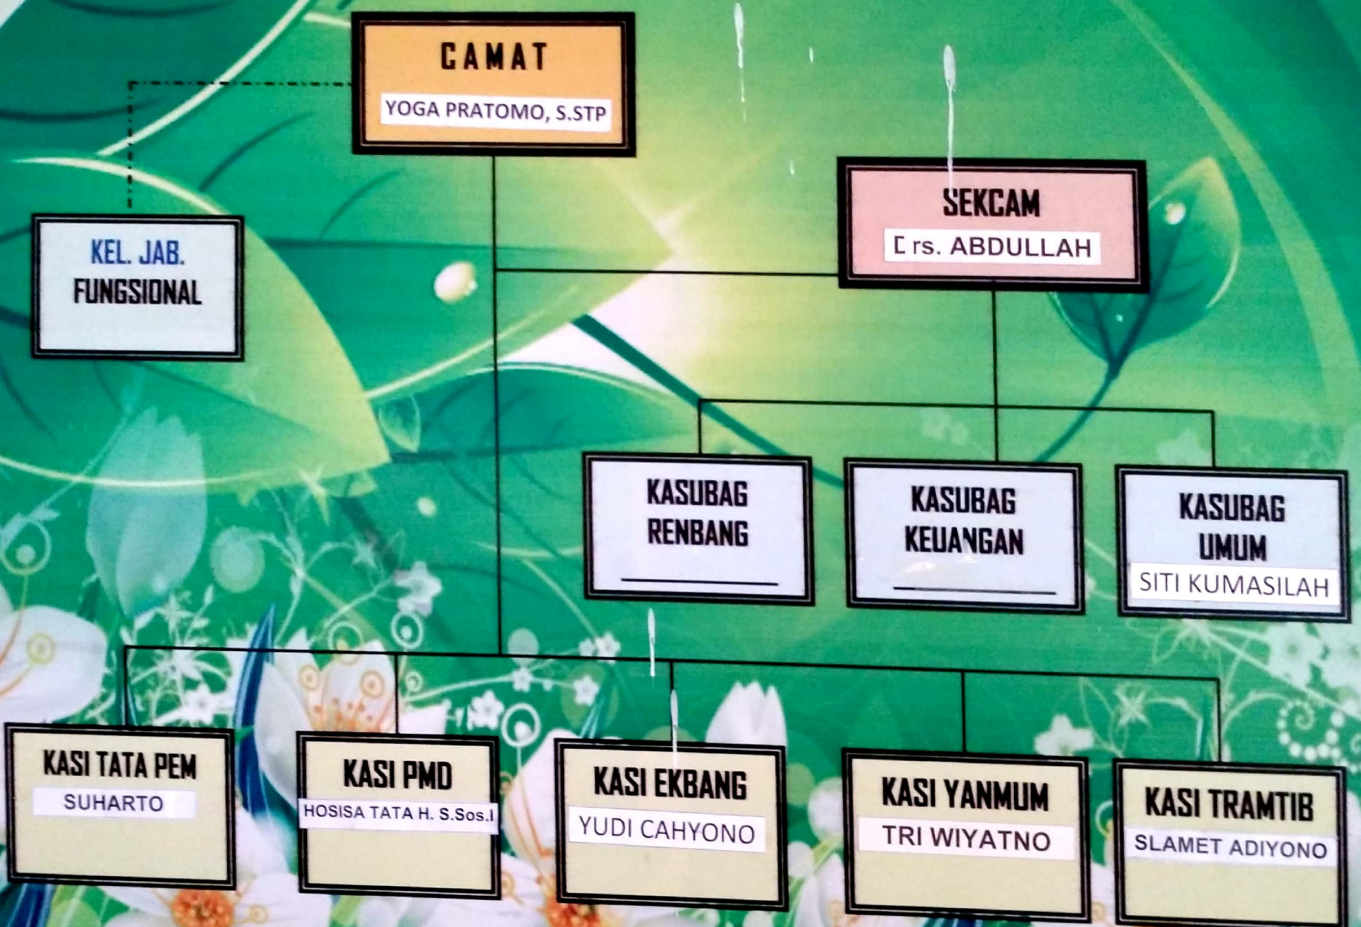 CAMAT
YOGA PRATOMO, S.STP
SEKCAM
Drs. ABDULLAH
KEL. JAB.
FUNGSIONAL
KASUBAG
RENBANG
KASUBAG
KEUANGAN
KASUBAG
UMUM
SITI KUMASILAH
KASI TATA PEM
SUHARTO
KASI PMD
HOSISA TATA H. S.Sos.I
KASI EKBANG
YUDI CAHYONO
KASI YANMUM
TRI WIYATNO
KASI TRAMTIB
SLAMET ADIYONO